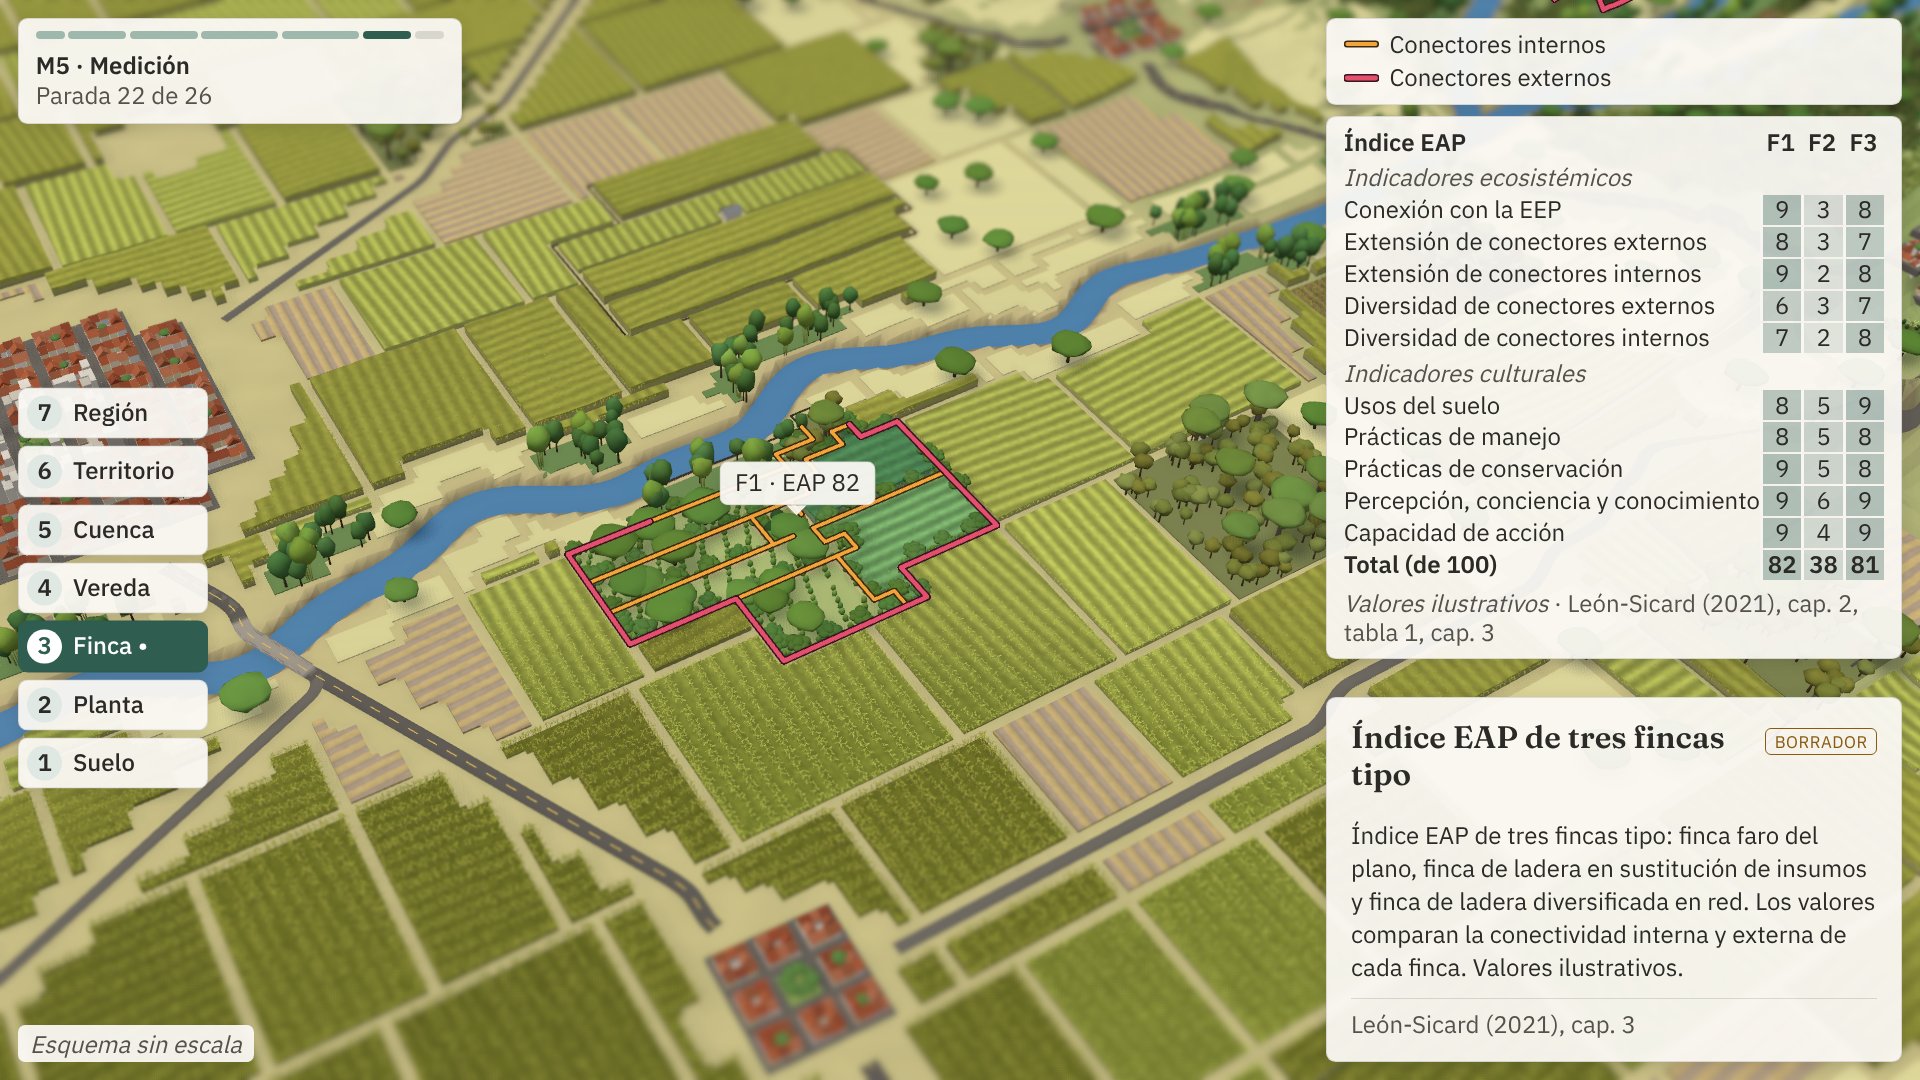 M5 · Medición
Parada 22 de 26
Conectores internos
Conectores externos
Índice EAP F1 F2 F3
Indicadores ecosistémicos
Conexión con la EEP 9 3 8
Extensión de conectores externos 8 3 7
Extensión de conectores internos 9 2 8
Diversidad de conectores externos 6 3 7
Diversidad de conectores internos 7 2 8
Indicadores culturales
Usos del suelo 8 5 9
Prácticas de manejo 8 5 8
Prácticas de conservación 9 5 8
Percepción, conciencia y conocimiento 9 6 9
Capacidad de acción 9 4 9
Total (de 100) 82 38 81
Valores ilustrativos · León-Sicard (2021), cap. 2,
tabla 1, cap. 3
7 Región
6 Territorio
5 Cuenca
4 Vereda
3 Finca •
2 Planta
1 Suelo
F1 · EAP 82
Índice EAP de tres fincas
tipo
BORRADOR
Índice EAP de tres fincas tipo: finca faro del
plano, finca de ladera en sustitución de insumos
y finca de ladera diversificada en red. Los valores
comparan la conectividad interna y externa de
cada finca. Valores ilustrativos.
León-Sicard (2021), cap. 3
Esquema sin escala